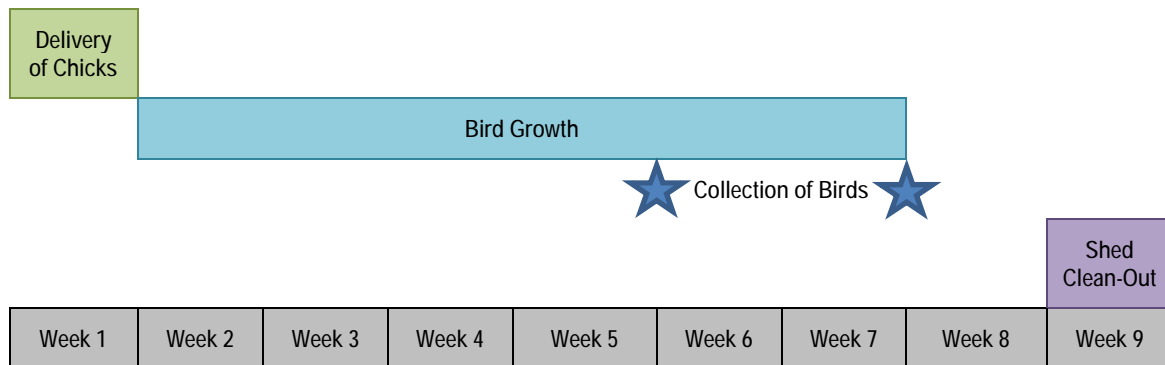 Delivery
of Chicks
Bird Growth
Collection of Birds
Shed
Clean-Out
Week 1 Week 2 Week 3 Week 4 Week 5 Week 6 Week 7 Week 8 Week 9